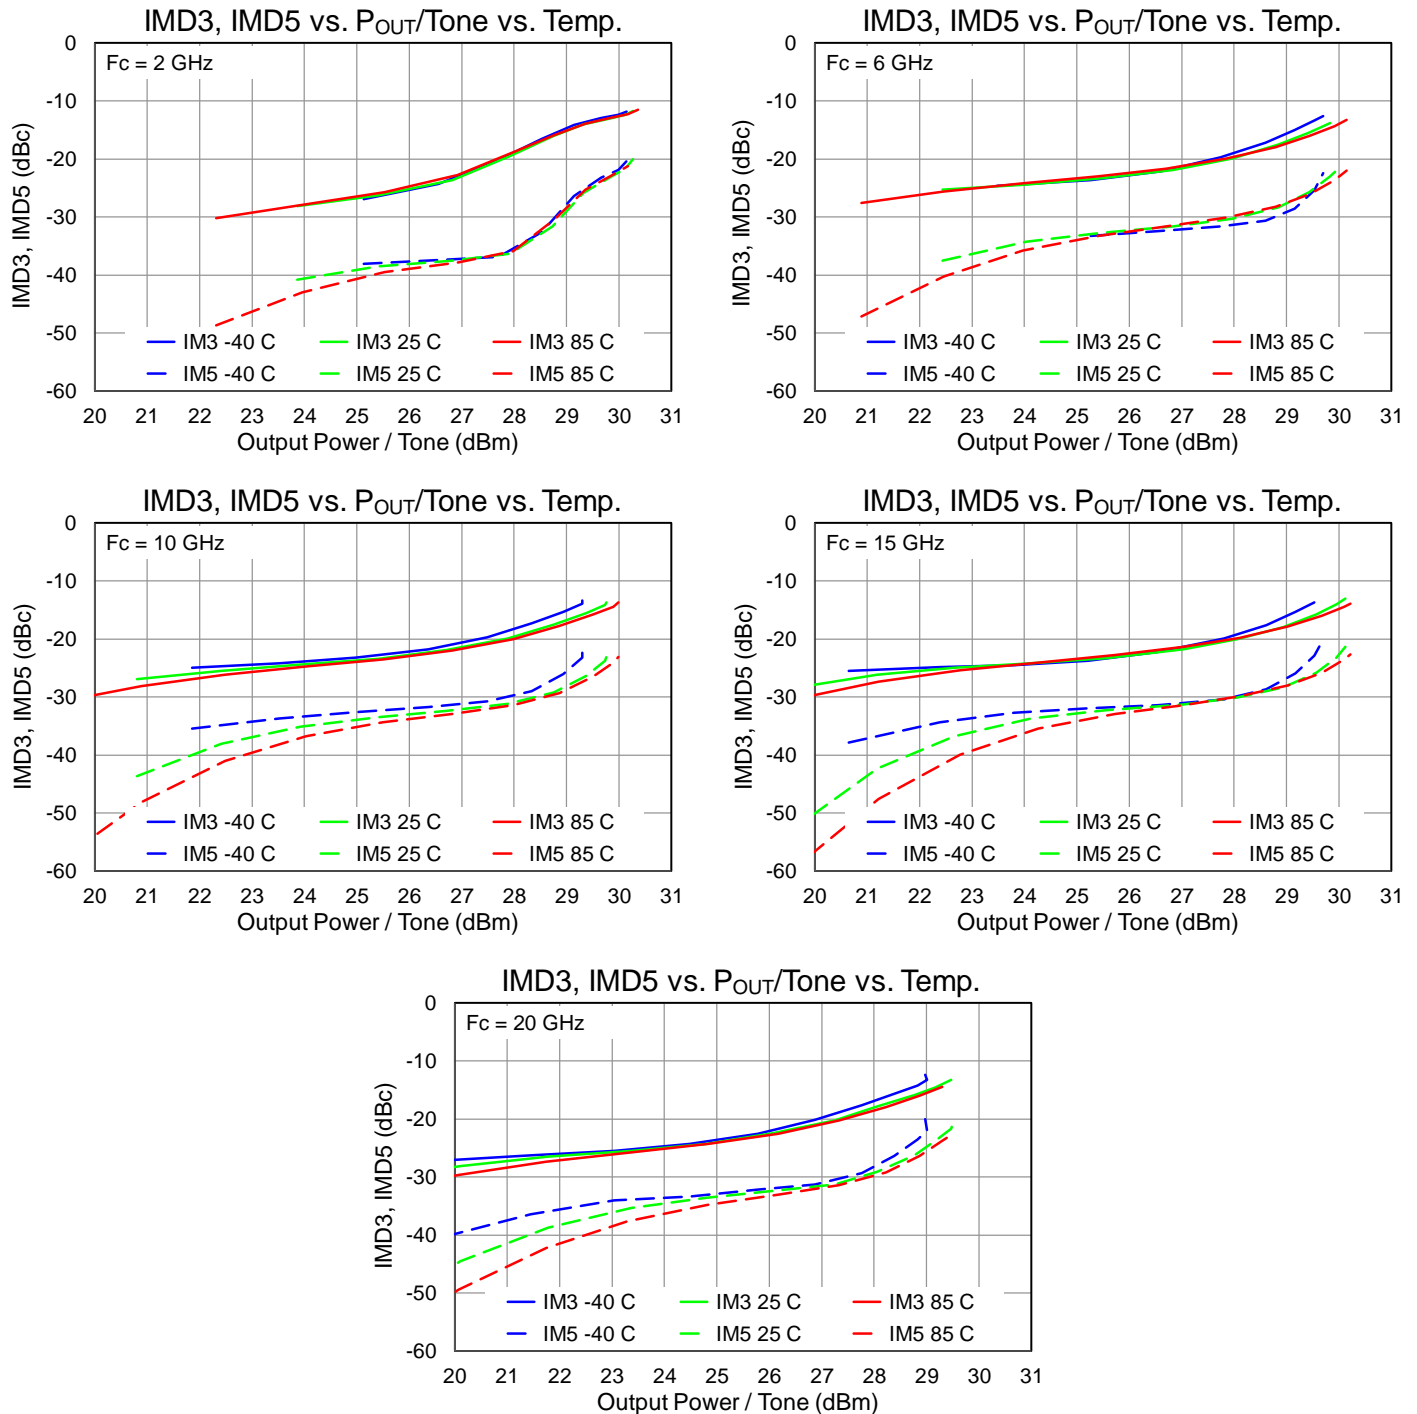 IMD3, IMD5 vs. POUT/Tone vs. Temp.
Fc = 2 GHz
IMD3, IMD5 (dBc)
0
-10
-20
-30
-40
-50
-60
IM3 -40 C IM3 25 C IM3 85 C
IM5 -40 C IM5 25 C IM5 85 C
20 21 22 23 24 25 26 27 28 29 30 31
Output Power / Tone (dBm)
IMD3, IMD5 vs. POUT/Tone vs. Temp.
Fc = 6 GHz
IMD3, IMD5 (dBc)
0
-10
-20
-30
-40
-50
-60
IM3 -40 C IM3 25 C IM3 85 C
IM5 -40 C IM5 25 C IM5 85 C
20 21 22 23 24 25 26 27 28 29 30 31
Output Power / Tone (dBm)
IMD3, IMD5 vs. POUT/Tone vs. Temp.
Fc = 10 GHz
IMD3, IMD5 (dBc)
0
-10
-20
-30
-40
-50
-60
IM3 -40 C IM3 25 C IM3 85 C
IM5 -40 C IM5 25 C IM5 85 C
20 21 22 23 24 25 26 27 28 29 30 31
Output Power / Tone (dBm)
IMD3, IMD5 vs. POUT/Tone vs. Temp.
Fc = 15 GHz
IMD3, IMD5 (dBc)
0
-10
-20
-30
-40
-50
-60
IM3 -40 C IM3 25 C IM3 85 C
IM5 -40 C IM5 25 C IM5 85 C
20 21 22 23 24 25 26 27 28 29 30 31
Output Power / Tone (dBm)
IMD3, IMD5 vs. POUT/Tone vs. Temp.
Fc = 20 GHz
IMD3, IMD5 (dBc)
0
-10
-20
-30
-40
-50
-60
IM3 -40 C IM3 25 C IM3 85 C
IM5 -40 C IM5 25 C IM5 85 C
20 21 22 23 24 25 26 27 28 29 30 31
Output Power / Tone (dBm)